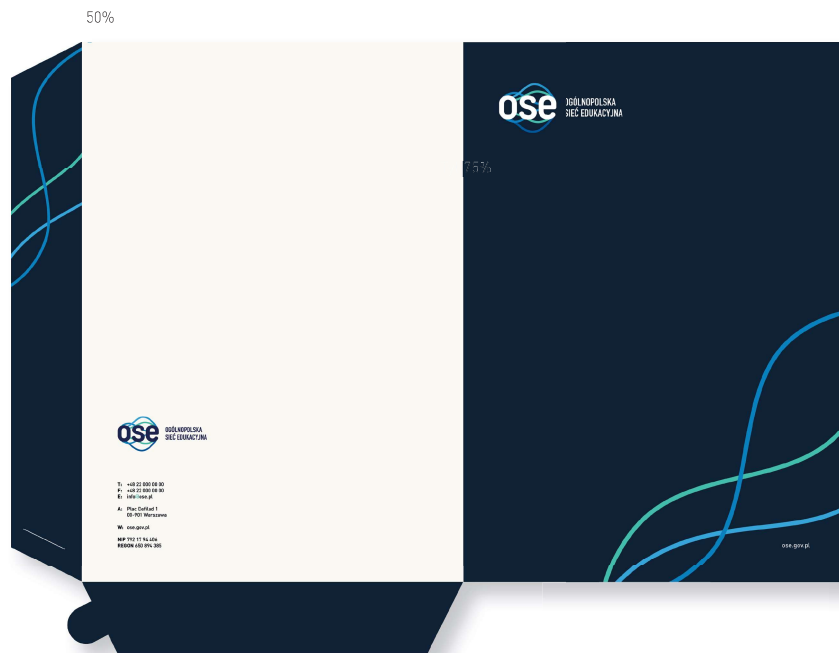 50%
ose
OGÓLNOPOLSKA
SIEĆ EDUKACYJNA
75%
ose
OGÓLNOPOLSKA
SIEĆ EDUKACYJNA
T: +48 22 000 00 00
F: +48 22 000 00 00
E: info@ose.pl
A: Plac Defilad 1
00-901 Warszawa
W: ose.gov.pl
NIP 792 17 94 406
REGON 650 894 385
ose.gov.pl